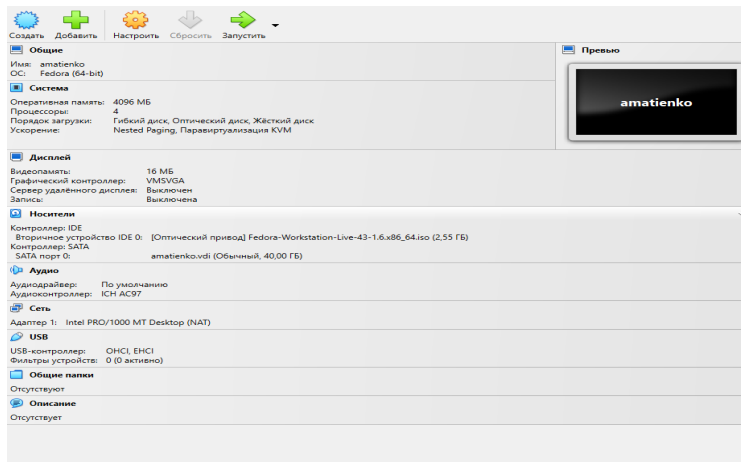 Создать Добавить Настроить Сбросить Запустить
Общие
Имя: amatienko
ОС: Fedora (64-bit)
Превью
amatienko
Система
Оперативная память: 4096 МБ
Процессоры: 4
Порядок загрузки: Гибкий диск, Оптический диск, Жёсткий диск
Ускорение: Nested Paging, Паравиртуализация KVM
Дисплей
Видеопамять: 16 МБ
Графический контроллер: VMSVGA
Сервер удалённого дисплея: Выключен
Запись: Выключена
Носители
Контроллер: IDE
Вторичное устройство IDE 0: [Оптический привод] Fedora-Workstation-Live-43-1.6.x86_64.iso (2,55 ГБ)
Контроллер: SATA
SATA порт 0: amatienko.vdi (Обычный, 40,00 ГБ)
Аудио
Аудиодрайвер: По умолчанию
Аудиоконтроллер: ICH AC97
Сеть
Адаптер 1: Intel PRO/1000 MT Desktop (NAT)
USB
USB-контроллер: OHCI, EHCI
Фильтры устройств: 0 (0 активно)
Общие папки
Отсутствуют
Описание
Отсутствует